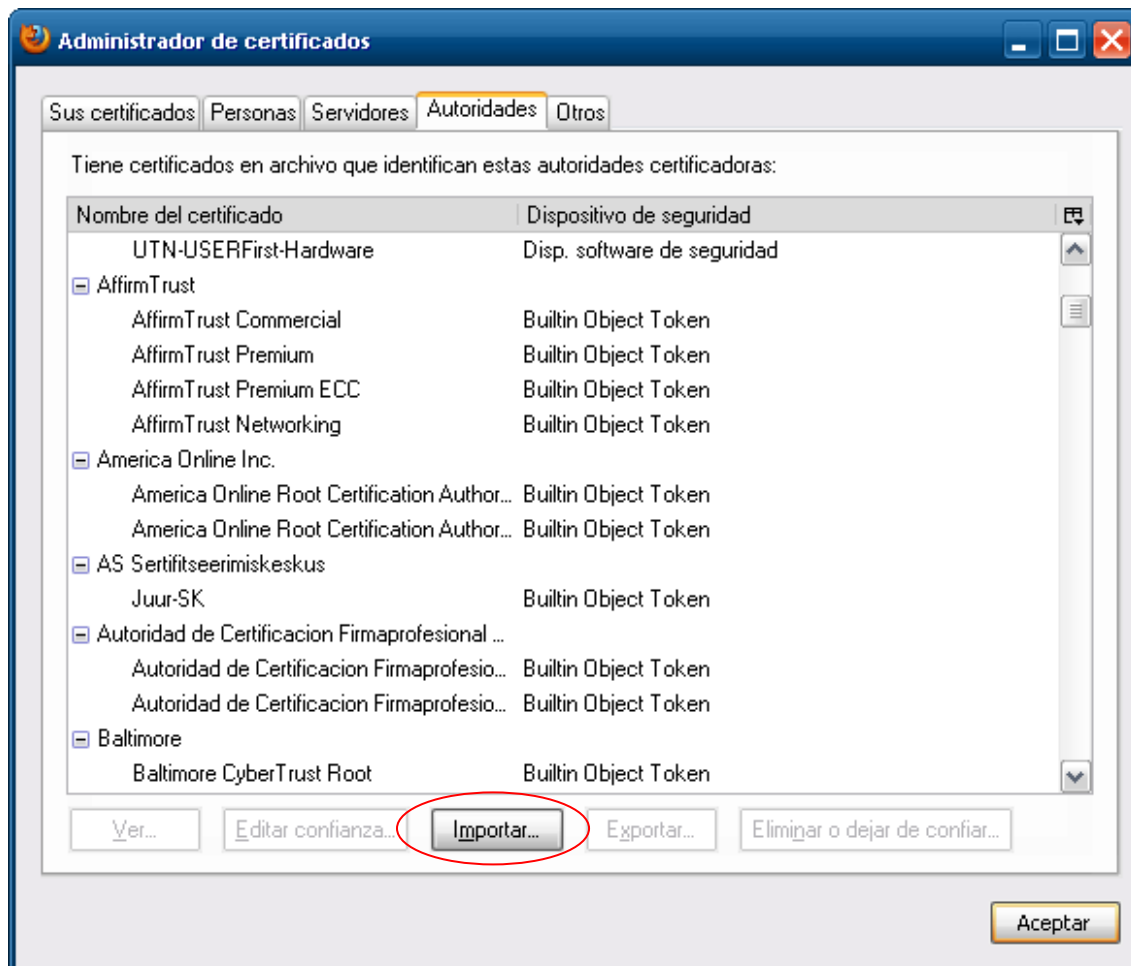 Administrador de certificados
Sus certificados Personas Servidores Autoridades Otros
Tiene certificados en archivo que identifican estas autoridades certificadoras:
Nombre del certificado Dispositivo de seguridad
UTN-USERFirst-Hardware Disp. software de seguridad
AffirmTrust
AffirmTrust Commercial Builtin Object Token
AffirmTrust Premium Builtin Object Token
AffirmTrust Premium ECC Builtin Object Token
AffirmTrust Networking Builtin Object Token
America Online Inc.
America Online Root Certification Author... Builtin Object Token
America Online Root Certification Author... Builtin Object Token
AS Sertifitseerimiskeskus
Juur-SK Builtin Object Token
Autoridad de Certificacion Firmaprofesional ...
Autoridad de Certificacion Firmaprofesio... Builtin Object Token
Autoridad de Certificacion Firmaprofesio... Builtin Object Token
Baltimore
Baltimore CyberTrust Root Builtin Object Token
Ver... Editar confianza... Importar... Exportar... Eliminar o dejar de confiar...
Aceptar